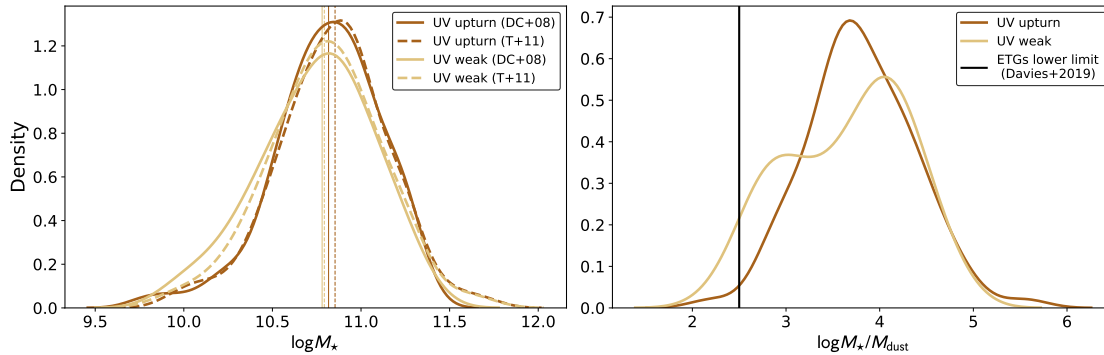 UV upturn (DC+08)
UV upturn (T+11)
UV weak (DC+08)
UV weak (T+11)
Density
1.2
1.0
0.8
0.6
0.4
0.2
0.0
9.5 10.0 10.5 11.0 11.5 12.0
logM⋆
UV upturn
UV weak
ETGs lower limit
(Davies+2019)
0.7
0.6
0.5
0.4
0.3
0.2
0.1
0.0
2 3 4 5 6
logM⋆/Mdust